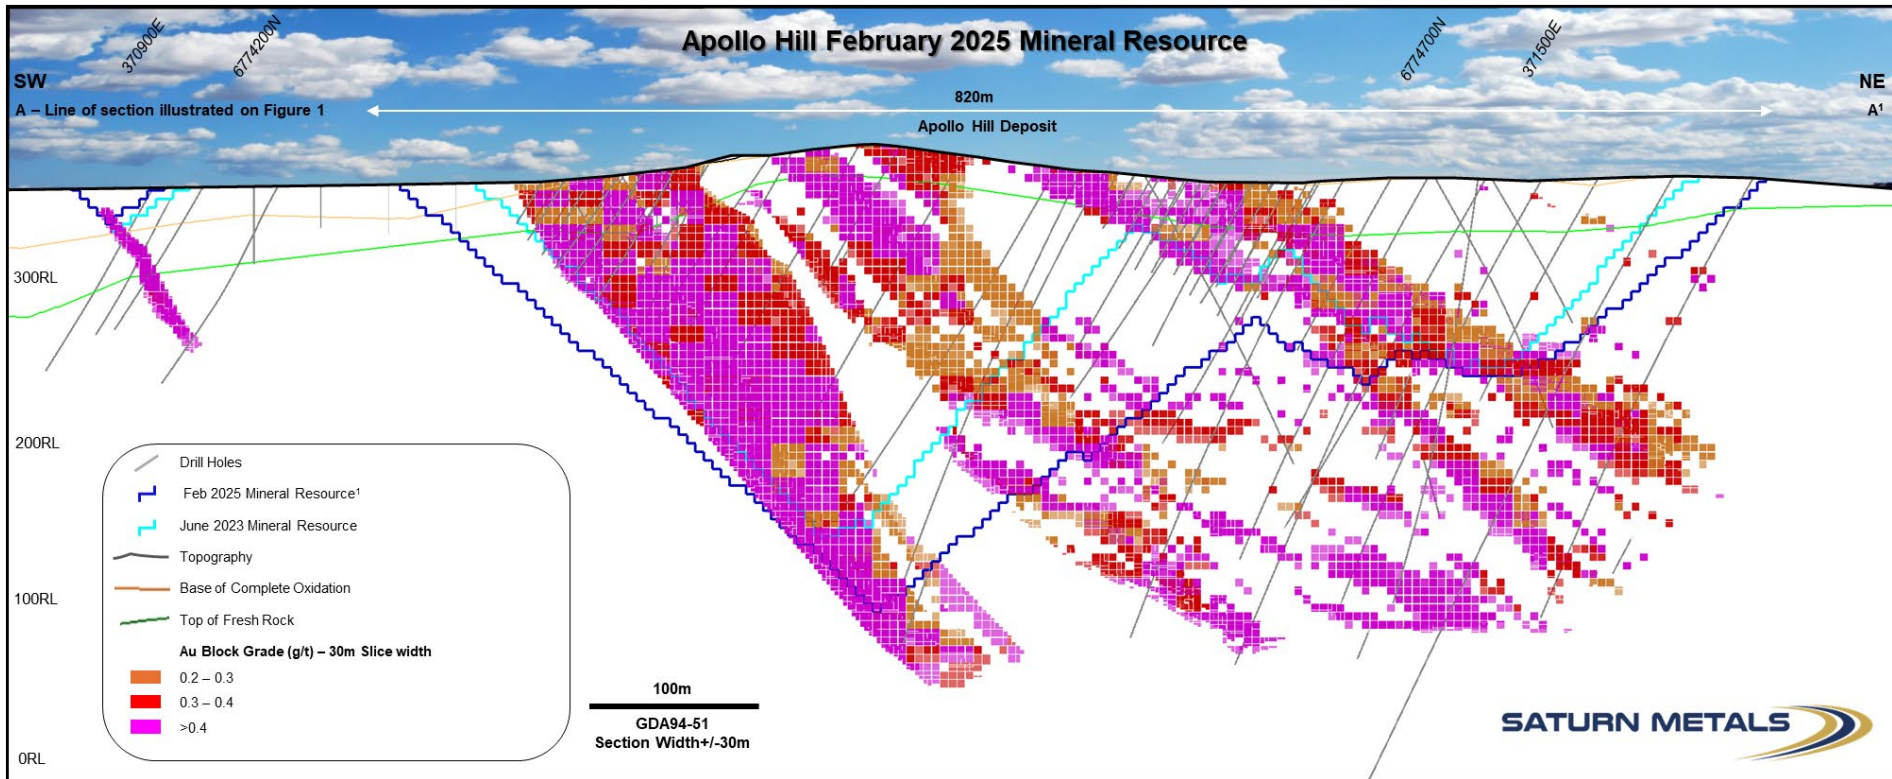 Apollo Hill February 2025 Mineral Resource
370900E
6774200N
6774700N
371500E
SW
NE
A – Line of section illustrated on Figure 1
820m
A¹
Apollo Hill Deposit
300RL
200RL
100RL
0RL
Drill Holes
Feb 2025 Mineral Resource¹
June 2023 Mineral Resource
Topography
Base of Complete Oxidation
Top of Fresh Rock
Au Block Grade (g/t) – 30m Slice width
0.2 – 0.3
0.3 – 0.4
>0.4
100m
GDA94-51
Section Width+/-30m
SATURN METALS